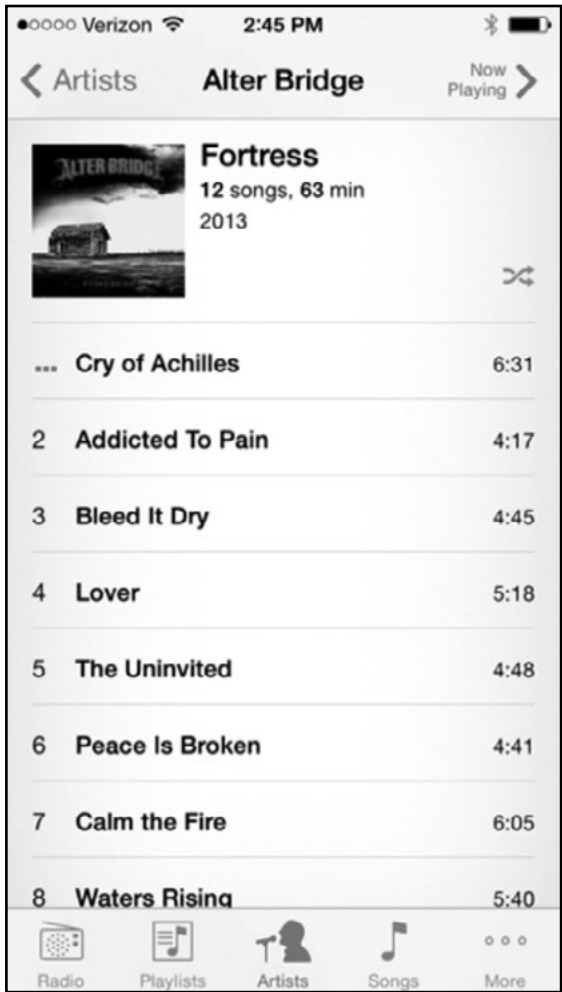 ●○○○○ Verizon 2:45 PM
Artists Alter Bridge Now Playing
ALTER BRIDGE
Fortress
12 songs, 63 min
2013
... Cry of Achilles 6:31
2 Addicted To Pain 4:17
3 Bleed It Dry 4:45
4 Lover 5:18
5 The Uninvited 4:48
6 Peace Is Broken 4:41
7 Calm the Fire 6:05
8 Waters Rising 5:40
Radio Playlists Artists Songs More